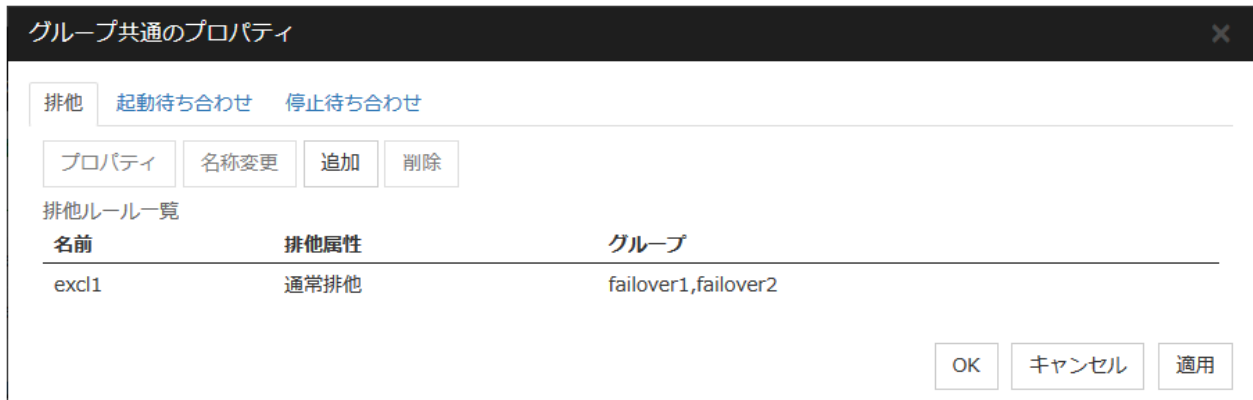 グループ共通のプロパティ
排他 起動待ち合わせ 停止待ち合わせ
プロパティ 名称変更 追加 削除
排他ルール一覧
名前 排他属性 グループ
excl1 通常排他 failover1,failover2
OK キャンセル 適用